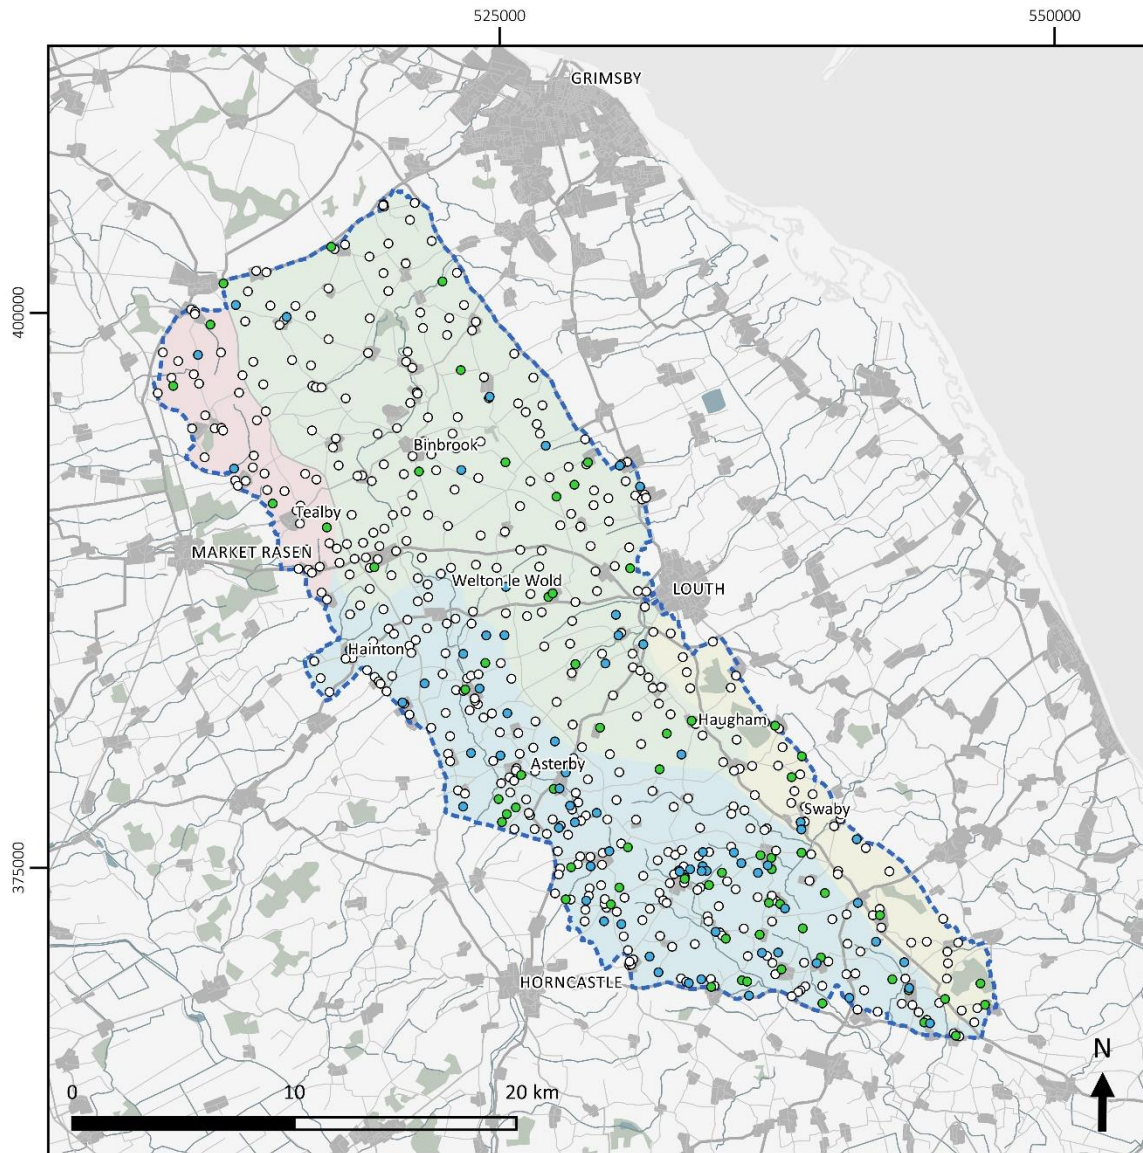 525000
550000
GRIMSBY
400000
Binbrook
Tealby
MARKET RASEN
Welton le Wold
LOUTH
Hainton
Haugham
Asterby
Swaby
375000
HORNCASTLE
N
0 10 20 km